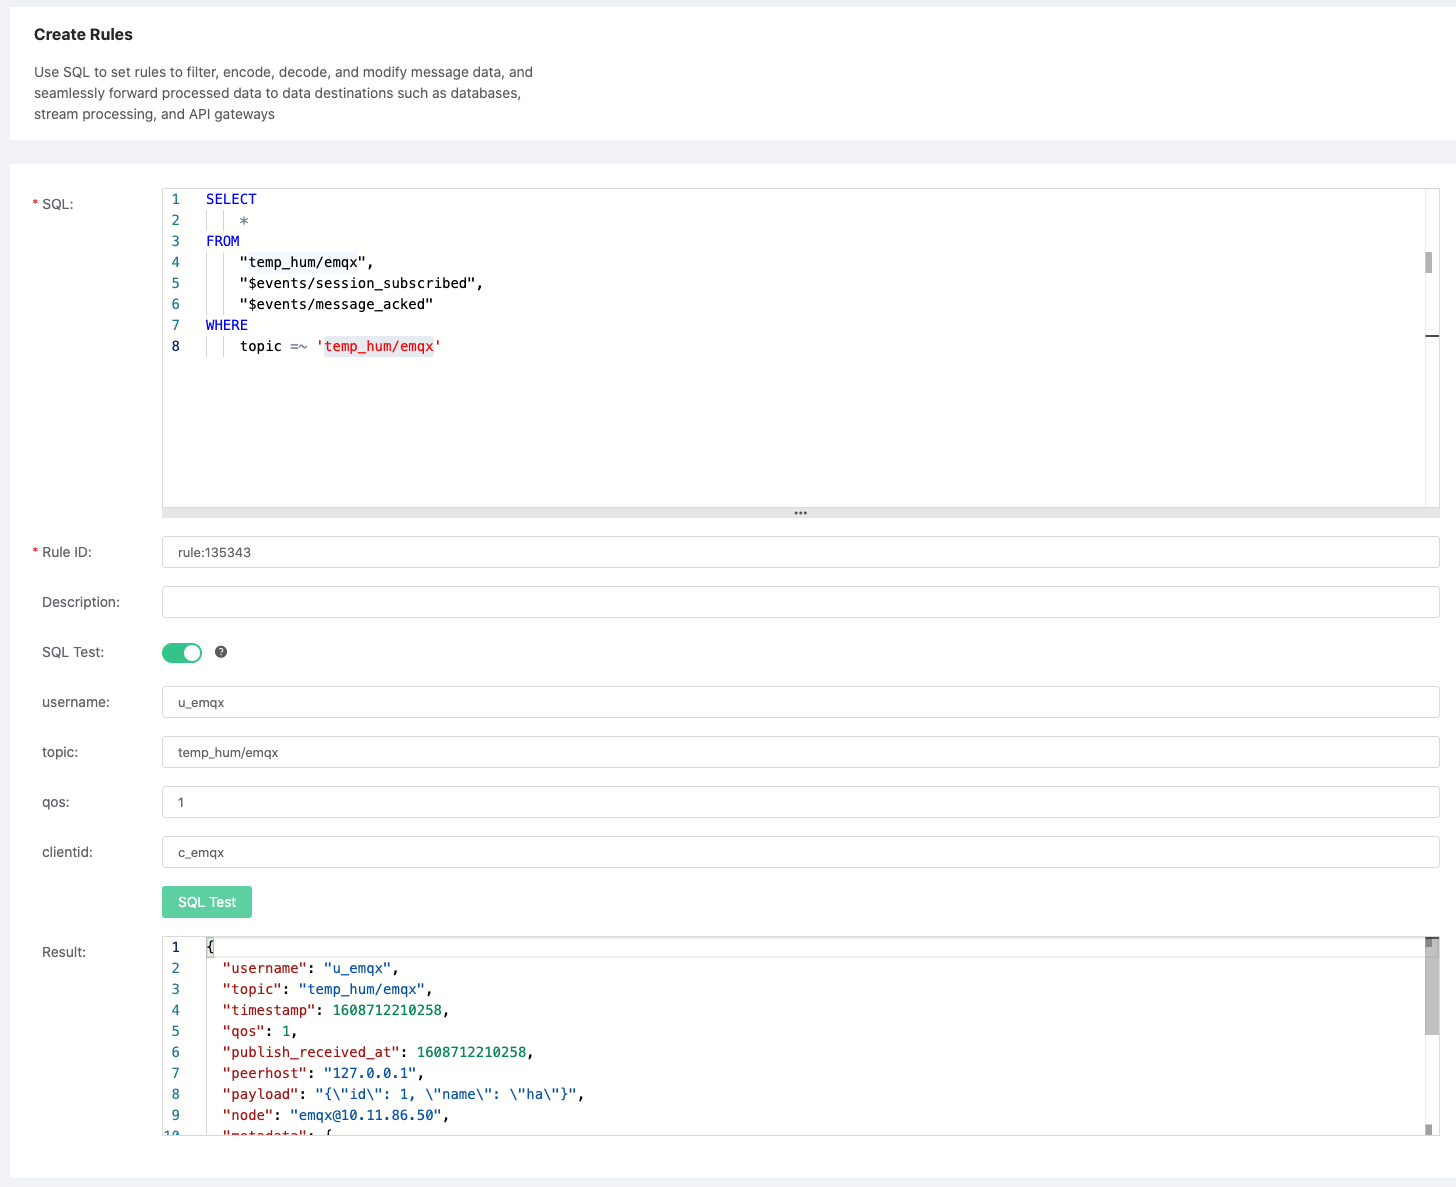 Create Rules
Use SQL to set rules to filter, encode, decode, and modify message data, and
seamlessly forward processed data to data destinations such as databases,
stream processing, and API gateways
* SQL:
1 SELECT
2 *
3 FROM
4 "temp_hum/emqx",
5 "$events/session_subscribed",
6 "$events/message_acked"
7 WHERE
8 topic =~ 'temp_hum/emqx'
* Rule ID: rule:135343
Description:
SQL Test:
username: u_emqx
topic: temp_hum/emqx
qos: 1
clientid: c_emqx
SQL Test
Result:
1 {
2 "username": "u_emqx",
3 "topic": "temp_hum/emqx",
4 "timestamp": 1608712210258,
5 "qos": 1,
6 "publish_received_at": 1608712210258,
7 "peerhost": "127.0.0.1",
8 "payload": "{\"id\": 1, \"name\": \"ha\"}",
9 "node": "emqx@10.11.86.50",
10 "metadata": {